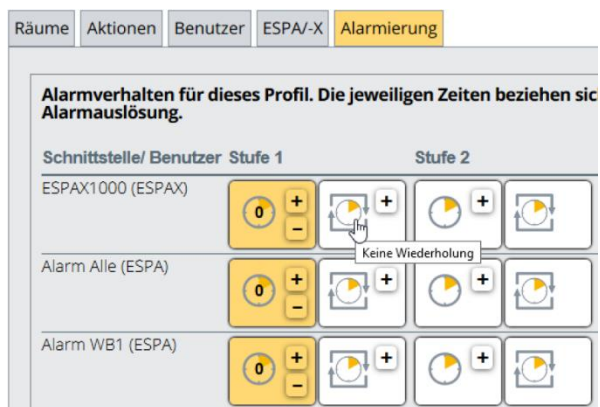 Räume Aktionen Benutzer ESPA/-X Alarmierung
Alarmverhalten für dieses Profil. Die jeweiligen Zeiten beziehen sic
Alarmauslösung.
Schnittstelle/ Benutzer Stufe 1 Stufe 2
ESPAX1000 (ESPAX)
0 + - + +
Keine Wiederholung
Alarm Alle (ESPA)
0 + - + +
Alarm WB1 (ESPA)
0 + - + +